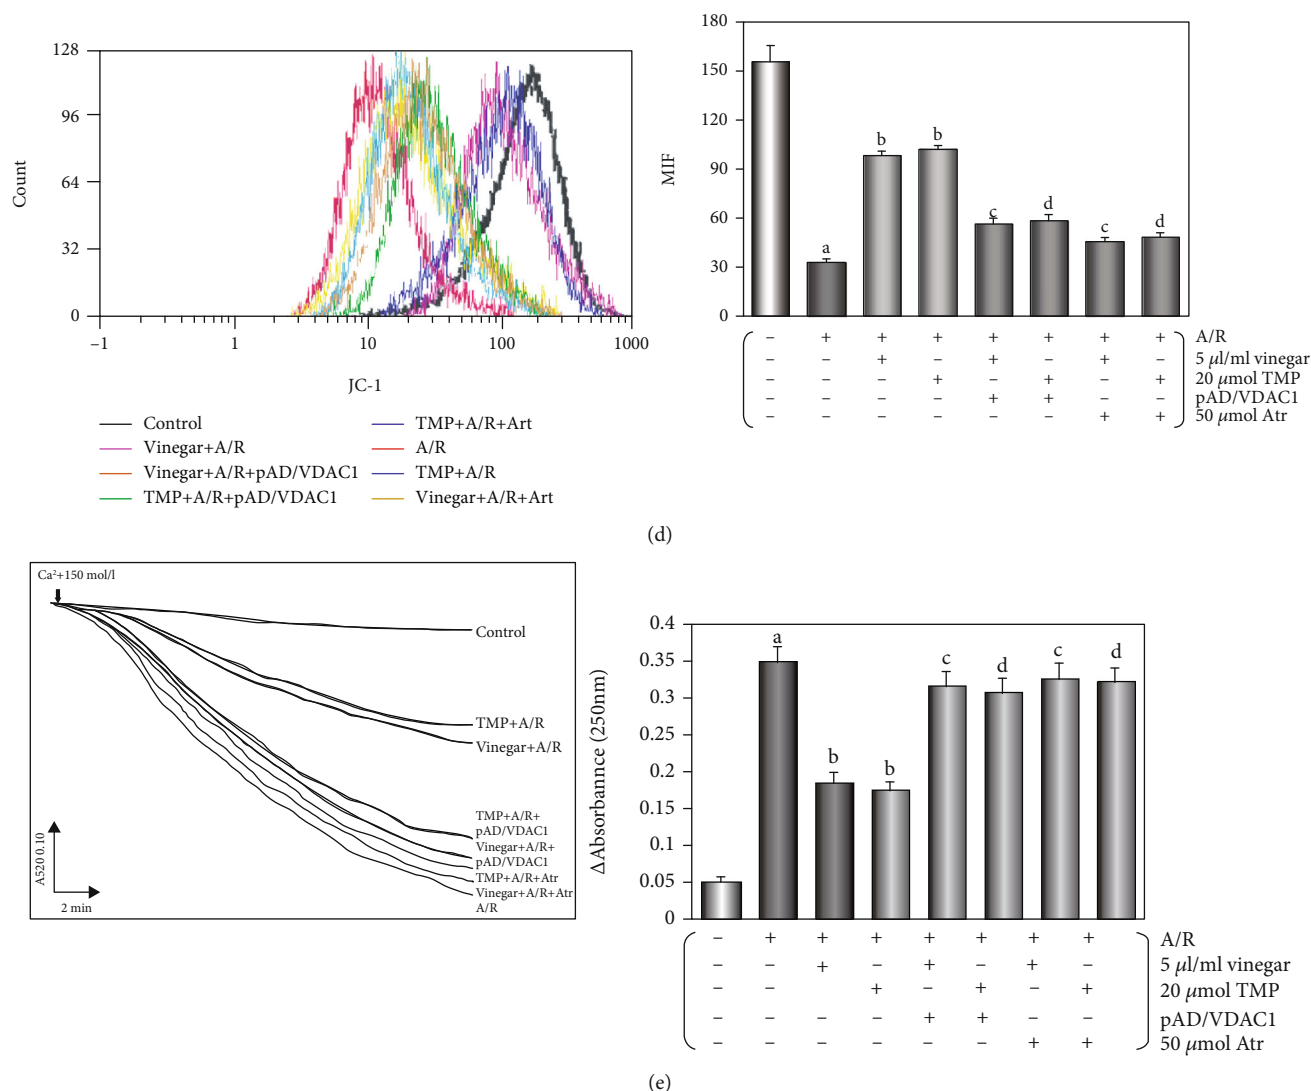 128
96
64
32
0
Count
−1
1
10
100
1000
JC-1
Control
Vinegar+A/R
Vinegar+A/R+pAD/VDAC1
TMP+A/R+pAD/VDAC1
TMP+A/R+Art
A/R
TMP+A/R
Vinegar+A/R+Art
180
150
120
90
60
30
0
MIF
a
b
b
c
d
c
d
− + + + + + + + A/R
− − + − + − + − 5 μl/ml vinegar
− − − + − + − + 20 μmol TMP
− − − − + + − − pAD/VDAC1
− − − − − − + + 50 μmol Atr
(d)
Ca²+150 mol/l
Control
TMP+A/R
Vinegar+A/R
TMP+A/R+
pAD/VDAC1
Vinegar+A/R+
pAD/VDAC1
TMP+A/R+Atr
Vinegar+A/R+Atr
A/R
A520 0.10
2 min
0.4
0.35
0.3
0.25
0.2
0.15
0.1
0.05
0
ΔAbsorbannce (250nm)
a
b
b
c
d
c
d
− + + + + + + + A/R
− − + − + − + − 5 μl/ml vinegar
− − − + − + − + 20 μmol TMP
− − − − + + − − pAD/VDAC1
− − − − − − + + 50 μmol Atr
(e)